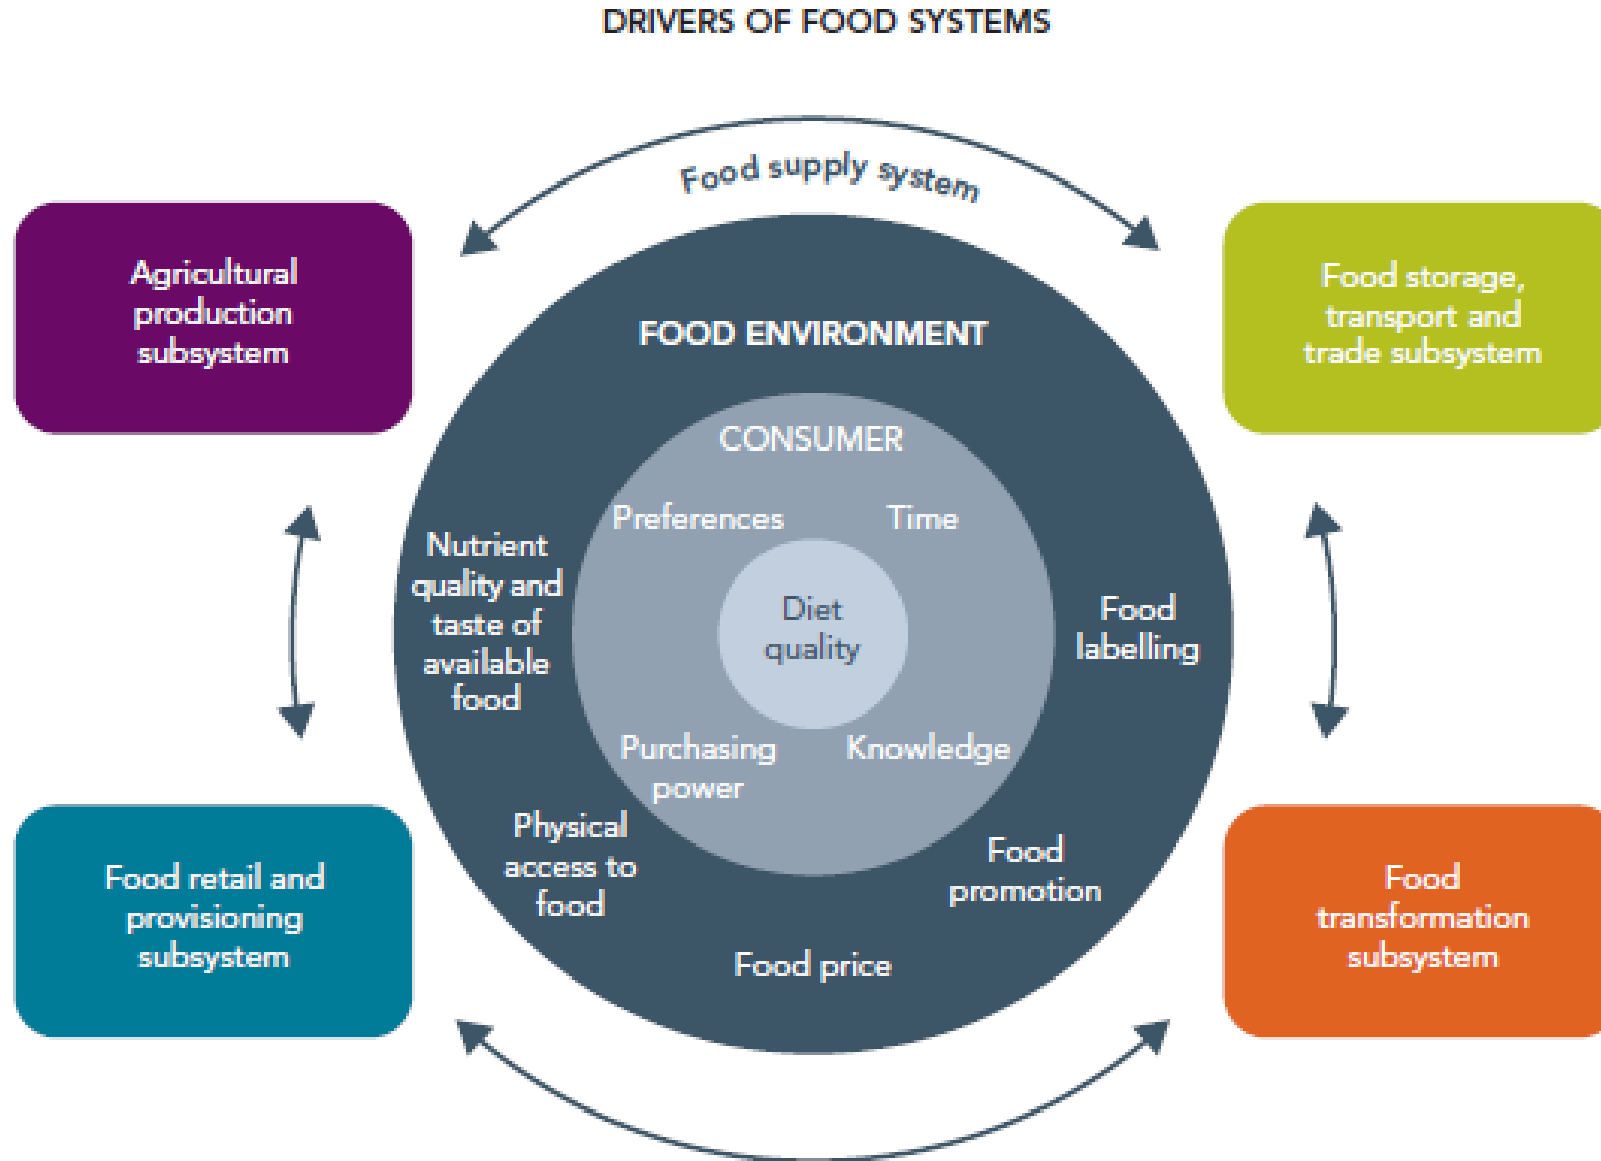 DRIVERS OF FOOD SYSTEMS
Food supply system
Agricultural
production
subsystem
Food storage,
transport and
trade subsystem
FOOD ENVIRONMENT
CONSUMER
Preferences
Time
Nutrient
quality and
taste of
available
food
Diet
quality
Food
labelling
Purchasing
power
Knowledge
Physical
access to
food
Food
promotion
Food price
Food retail and
provisioning
subsystem
Food
transformation
subsystem